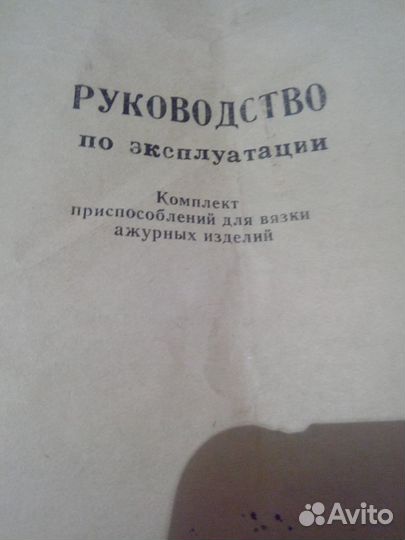 РУКОВОДСТВО
по эксплуатации
Комплект
приспособлений для вязки
ажурных изделий
Avito